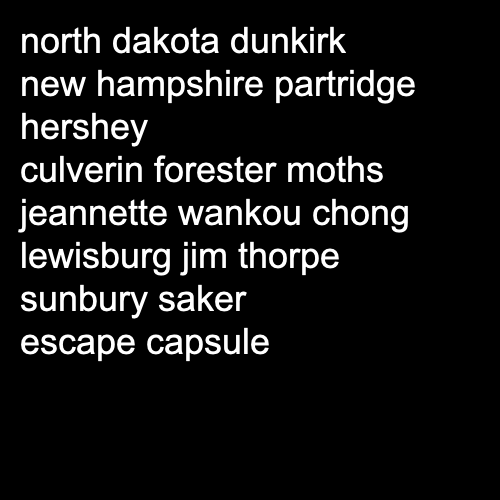 north dakota dunkirk
new hampshire partridge
hershey
culverin forester moths
jeannette wankou chong
lewisburg jim thorpe
sunbury saker
escape capsule